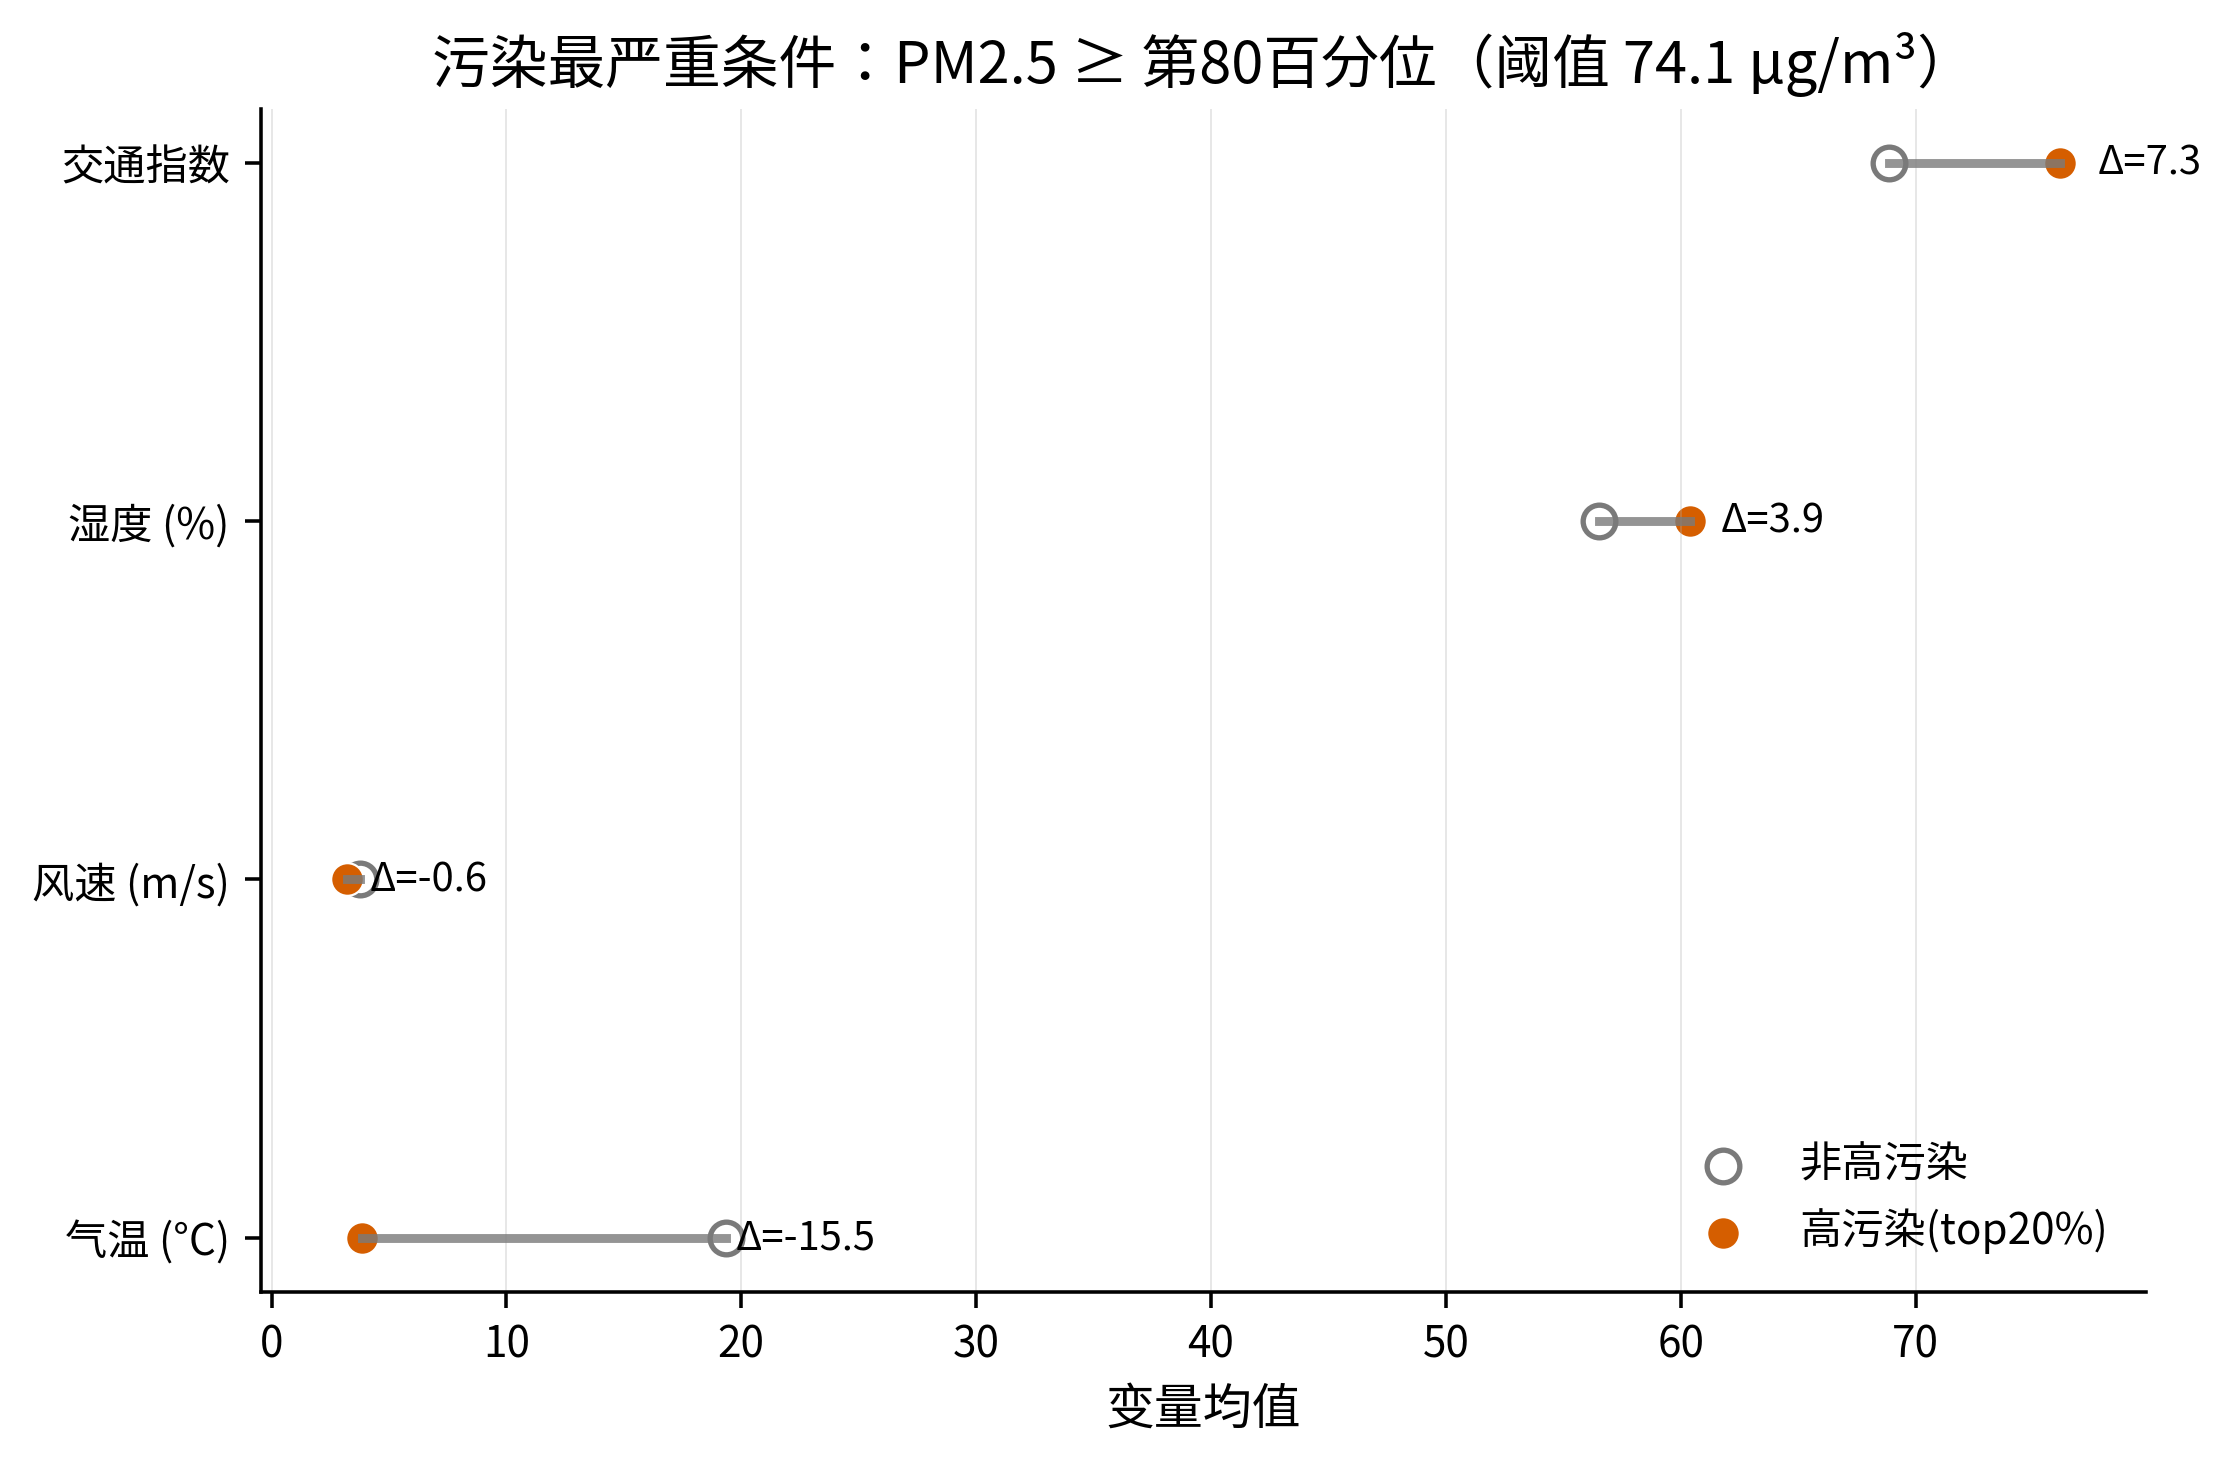 污染最严重条件：PM2.5 ≥ 第80百分位（阈值 74.1 μg/m³）
交通指数
Δ=7.3
湿度 (%)
Δ=3.9
风速 (m/s)
Δ=-0.6
气温 (°C)
Δ=-15.5
非高污染
高污染(top20%)
0 10 20 30 40 50 60 70
变量均值